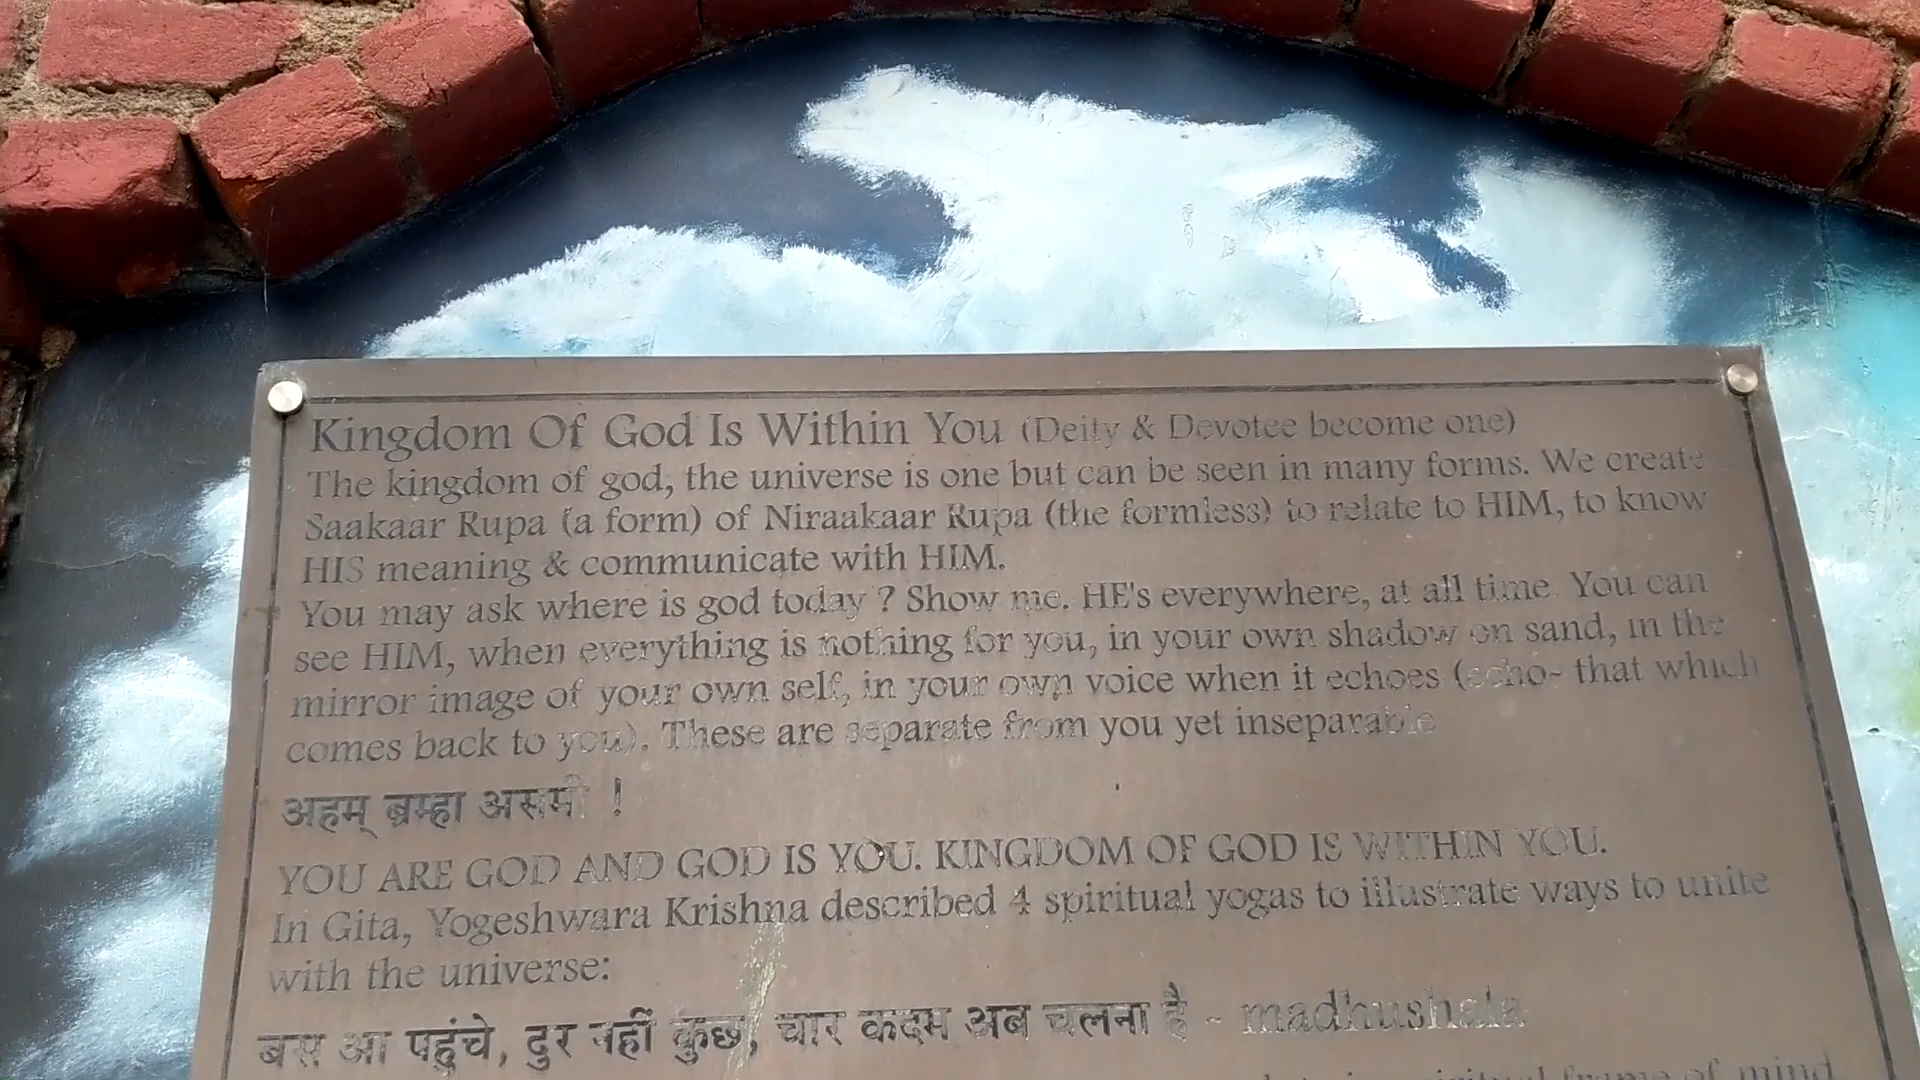 Kingdom Of God Is Within You (Deity & Devotee become one)
The kingdom of god, the universe is one but can be seen in many forms. We create
Saakaar Rupa (a form) of Niraakaar Rupa (the formless) to relate to HIM, to know
HIS meaning & communicate with HIM.
You may ask where is god today ? Show me. HE's everywhere, at all time. You can
see HIM, when everything is nothing for you, in your own shadow on sand, in the
mirror image of your own self, in your own voice when it echoes (echo- that which
comes back to you). These are separate from you yet inseparable
अहम् ब्रम्हा असमी !
YOU ARE GOD AND GOD IS YOU. KINGDOM OF GOD IS WITHIN YOU.
In Gita, Yogeshwara Krishna described 4 spiritual yogas to illustrate ways to unite
with the universe:
बस आ पहुंचे, दुर नहीं कुछ, चार कदम अब चलना है ~ madhushala
spiritual frame of mind